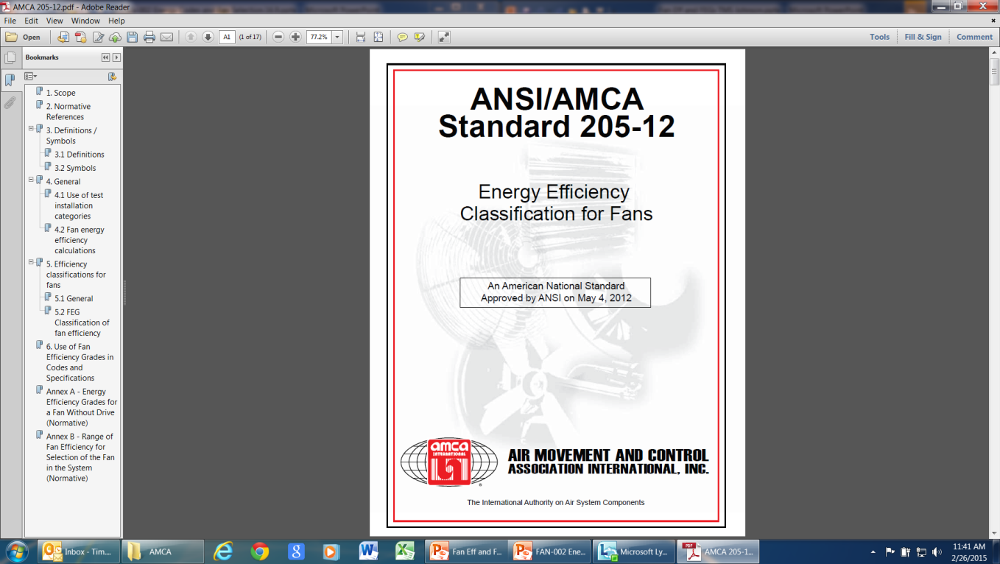 AMCA 205-12.pdf - Adobe Reader
File Edit View Window Help
Open
A1 (1 of 17) 77.2%
Tools Fill & Sign Comment
Bookmarks
1. Scope
2. Normative
References
3. Definitions /
Symbols
3.1 Definitions
3.2 Symbols
4. General
4.1 Use of test
installation
categories
4.2 Fan energy
efficiency
calculations
5. Efficiency
classifications for
fans
5.1 General
5.2 FEG
Classification of
fan efficiency
6. Use of Fan
Efficiency Grades in
Codes and
Specifications
Annex A - Energy
Efficiency Grades for
a Fan Without Drive
(Normative)
Annex B - Range of
Fan Efficiency for
Selection of the Fan
in the System
(Normative)
ANSI/AMCA
Standard 205-12
Energy Efficiency
Classification for Fans
An American National Standard
Approved by ANSI on May 4, 2012
amca
INTERNATIONAL
®
AIR MOVEMENT AND CONTROL
ASSOCIATION INTERNATIONAL, INC.
The International Authority on Air System Components
Inbox - Tim....
AMCA
Fan Eff and F...
FAN-002 Ene...
Microsoft Ly...
AMCA 205-1...
11:41 AM
2/26/2015